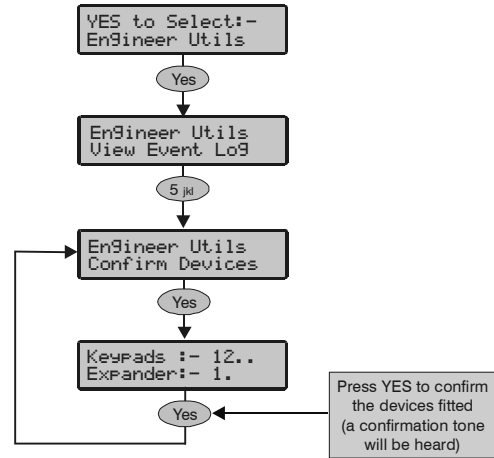 YES to Select:-
Engineer Utils
Yes
Engineer Utils
View Event Log
5 jkl
Engineer Utils
Confirm Devices
Yes
Keypads :- 12..
Expander:- 1.
Yes
Press YES to confirm
the devices fitted
(a confirmation tone
will be heard)